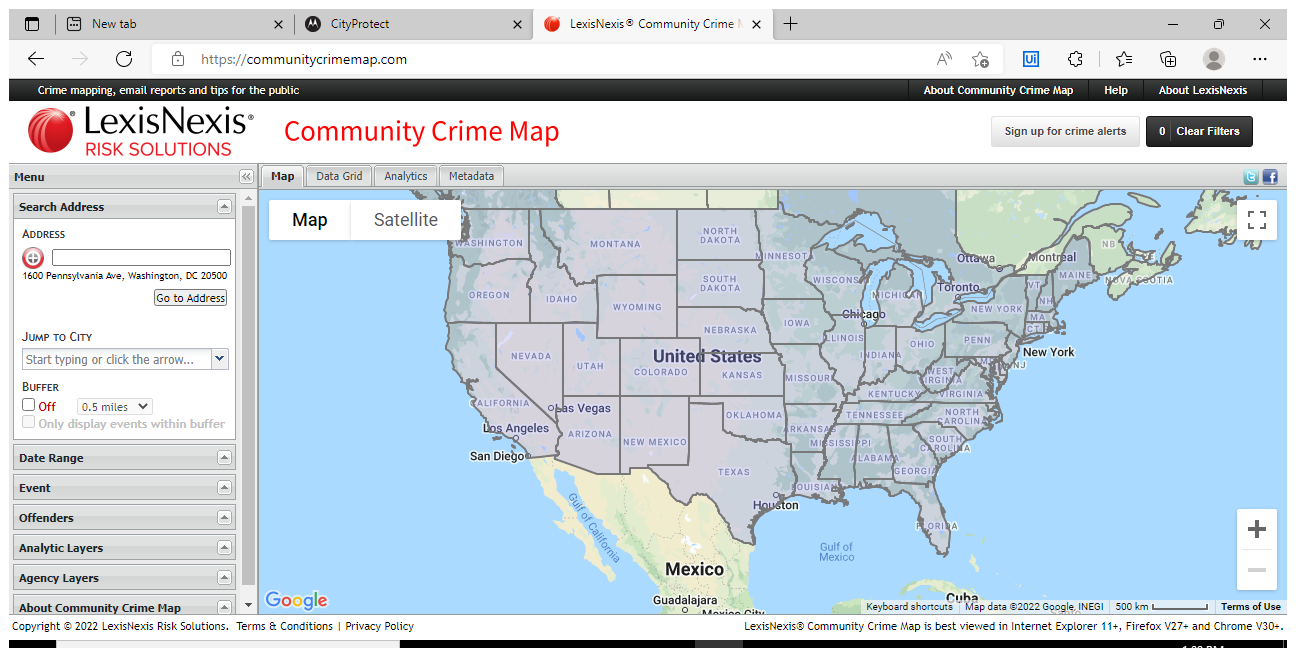 New tab
CityProtect
LexisNexis® Community Crime M
https://communitycrimemap.com
Crime mapping, email reports and tips for the public
About Community Crime Map
Help
About LexisNexis
LexisNexis®
RISK SOLUTIONS
Community Crime Map
Sign up for crime alerts
0 Clear Filters
Menu
Map
Data Grid
Analytics
Metadata
Search Address
ADDRESS
1600 Pennsylvania Ave, Washington, DC 20500
Go to Address
JUMP TO CITY
Start typing or click the arrow...
BUFFER
Off
0.5 miles
Only display events within buffer
Date Range
Event
Offenders
Analytic Layers
Agency Layers
About Community Crime Map
Map
Satellite
WASHINGTON
MONTANA
NORTH DAKOTA
MINNESOTA
Ottawa
Montreal
NB
MAINE
NOVA SCOTIA
OREGON
IDAHO
SOUTH DAKOTA
WISCONSIN
MICHIGAN
Toronto
VT
NH
WYOMING
NEW YORK
MA
CT
Chicago
IOWA
NEBRASKA
ILLINOIS
INDIANA
OHIO
PENN
New York
NJ
MD
United States
NEVADA
UTAH
COLORADO
KANSAS
MISSOURI
WEST VIRGINIA
VIRGINIA
KENTUCKY
CALIFORNIA
Las Vegas
OKLAHOMA
TENNESSEE
NORTH CAROLINA
Los Angeles
ARIZONA
NEW MEXICO
ARKANSAS
MISSISSIPPI
SOUTH CAROLINA
San Diego
ALABAMA
GEORGIA
TEXAS
LOUISIANA
Houston
FLORIDA
Gulf of California
Gulf of Mexico
Mexico
Guadalajara
Mexico City
Cuba
Google
Keyboard shortcuts
Map data ©2022 Google, INEGI
500 km
Terms of Use
Copyright © 2022 LexisNexis Risk Solutions. Terms & Conditions | Privacy Policy
LexisNexis® Community Crime Map is best viewed in Internet Explorer 11+, Firefox V27+ and Chrome V30+.